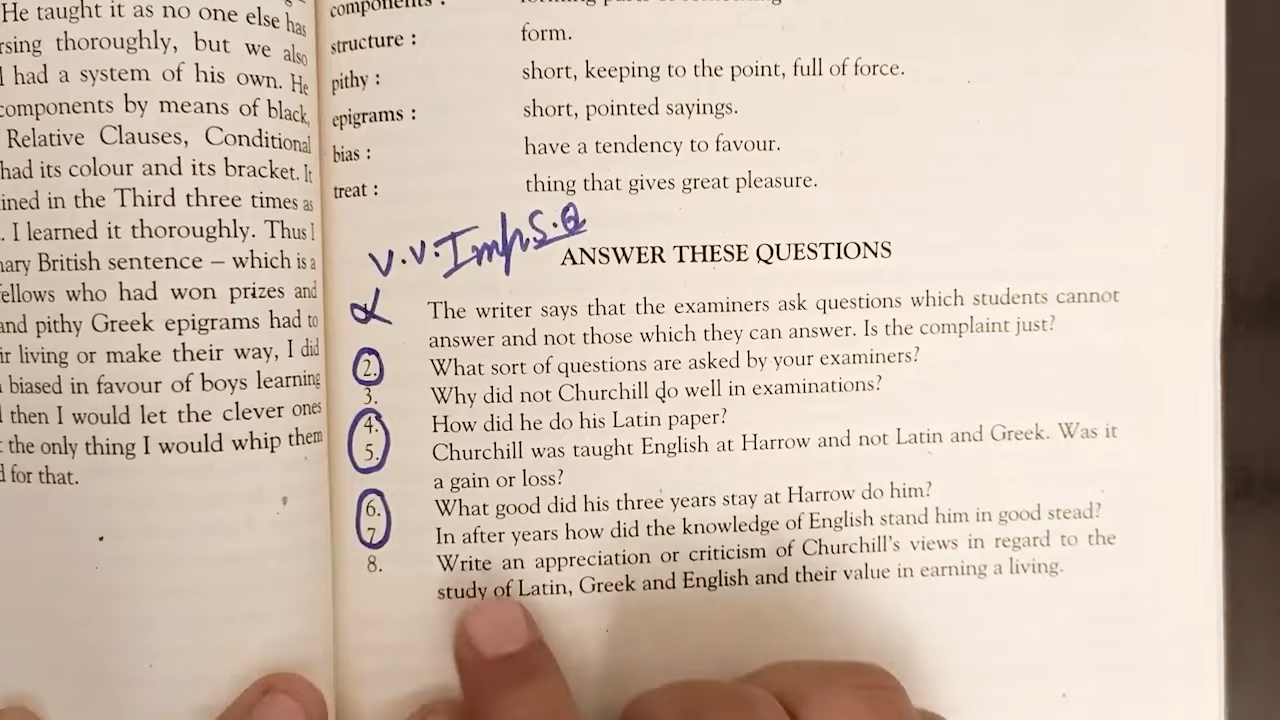 He taught it as no one else has
rsing thoroughly, but we also
I had a system of his own. He
components by means of black,
Relative Clauses, Conditional
had its colour and its bracket. It
ined in the Third three times as
. I learned it thoroughly. Thus I
nary British sentence – which is a
fellows who had won prizes and
and pithy Greek epigrams had to
ir living or make their way, I did
biased in favour of boys learning
then I would let the clever ones
the only thing I would whip them
d for that.
components :
structure : form.
pithy : short, keeping to the point, full of force.
epigrams : short, pointed sayings.
bias : have a tendency to favour.
treat : thing that gives great pleasure.
V.V. Imp S.Q
ANSWER THESE QUESTIONS
The writer says that the examiners ask questions which students cannot
answer and not those which they can answer. Is the complaint just?
2. What sort of questions are asked by your examiners?
3. Why did not Churchill do well in examinations?
4. How did he do his Latin paper?
5. Churchill was taught English at Harrow and not Latin and Greek. Was it
a gain or loss?
6. What good did his three years stay at Harrow do him?
7. In after years how did the knowledge of English stand him in good stead?
8. Write an appreciation or criticism of Churchill's views in regard to the
study of Latin, Greek and English and their value in earning a living.